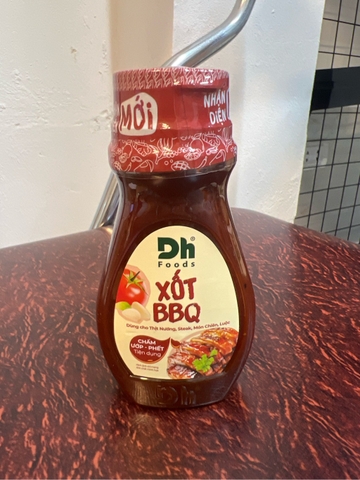 MỚI
NHẬN
DIỆN
Dh
Foods
XỐT
BBQ
Dùng cho Thịt Nướng, Steak, Món Chiên, Luộc
CHẤM
ƯỚP - PHẾT
Tiện dụng
Dh